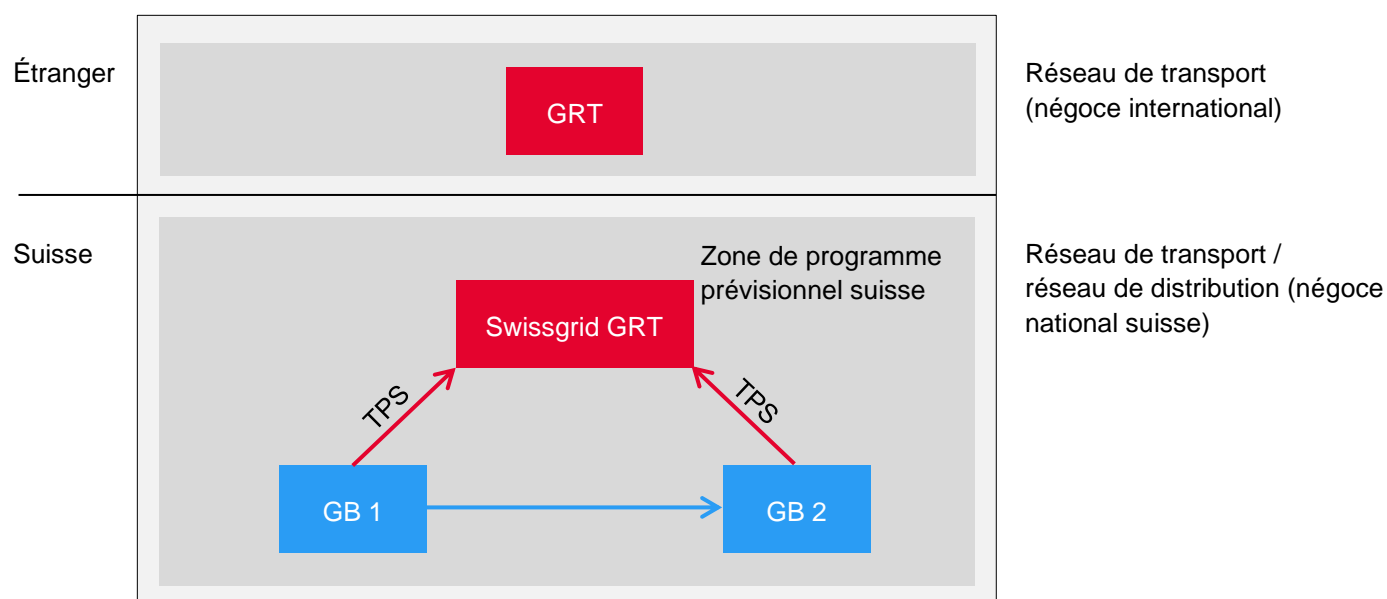 Étranger
GRT
Réseau de transport
(négoce international)
Suisse
Zone de programme
prévisionnel suisse
Réseau de transport /
réseau de distribution (négoce
national suisse)
Swissgrid GRT
TPS
TPS
GB 1
GB 2